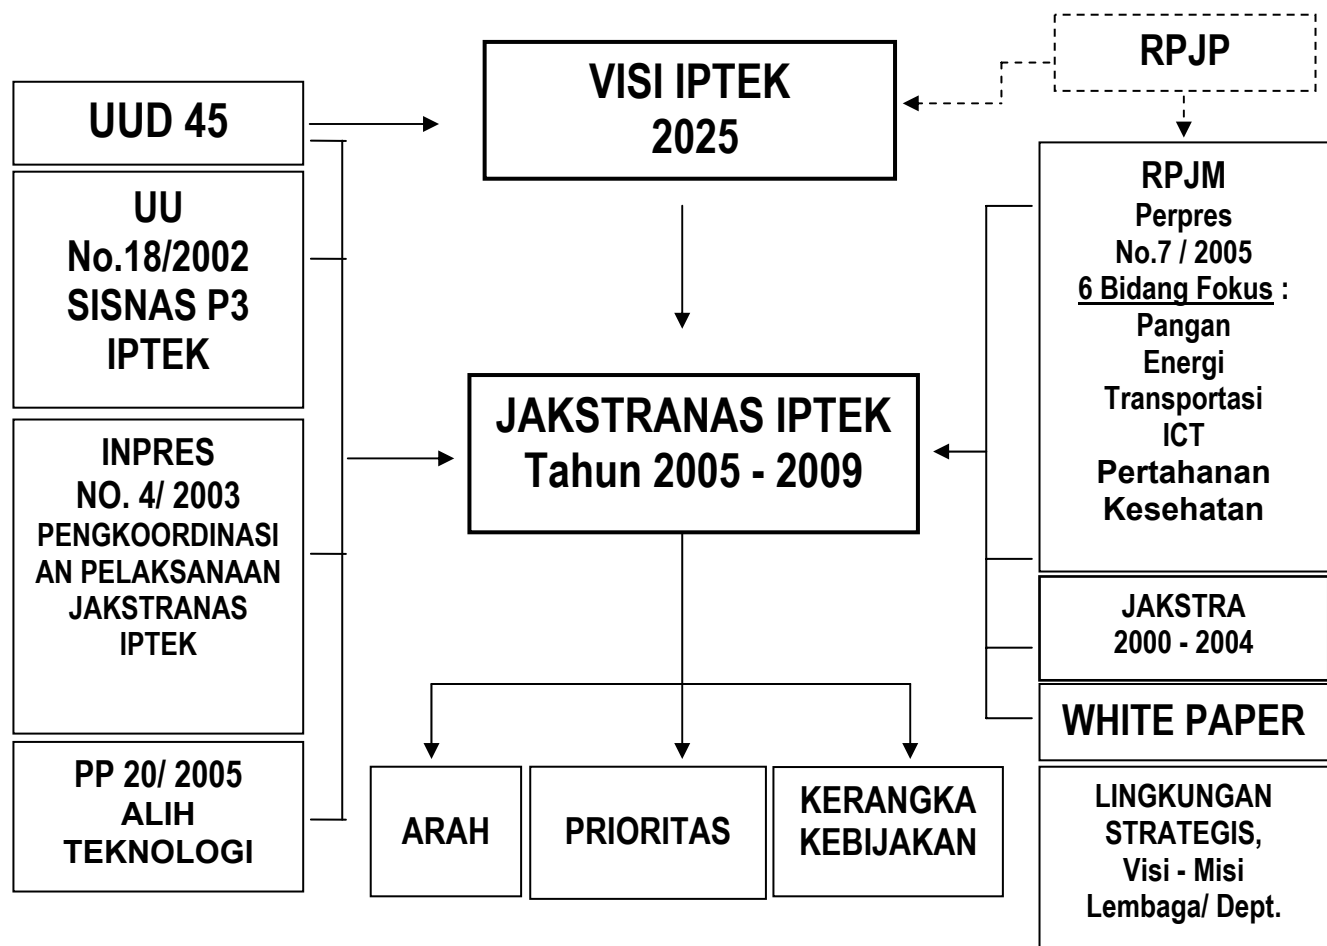 VISI IPTEK
2025
RPJP
UUD 45
UU
No.18/2002
SISNAS P3
IPTEK
INPRES
NO. 4/ 2003
PENGKOORDINASI
AN PELAKSANAAN
JAKSTRANAS
IPTEK
PP 20/ 2005
ALIH
TEKNOLOGI
JAKSTRANAS IPTEK
Tahun 2005 - 2009
ARAH
PRIORITAS
KERANGKA
KEBIJAKAN
RPJM
Perpres
No.7 / 2005
6 Bidang Fokus :
Pangan
Energi
Transportasi
ICT
Pertahanan
Kesehatan
JAKSTRA
2000 - 2004
WHITE PAPER
LINGKUNGAN
STRATEGIS,
Visi - Misi
Lembaga/ Dept.